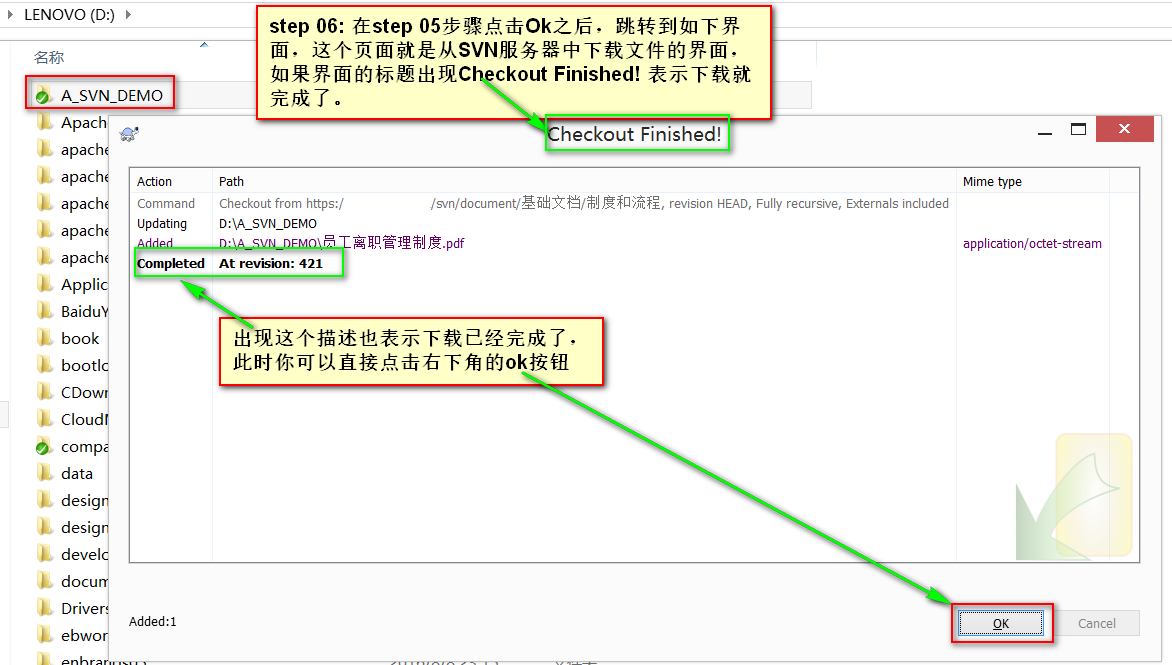 LENOVO (D:)
step 06: 在step 05步骤点击Ok之后，跳转到如下界
面，这个页面就是从SVN服务器中下载文件的界面，
如果界面的标题出现Checkout Finished! 表示下载就
完成了。
名称
A_SVN_DEMO
Apach
apache
apache
apache
apache
apache
Applic
BaiduY
book
bootlo
CDown
CloudM
compa
data
design
design
develo
docum
Drivers
ebwor
Checkout Finished!
Action Path Mime type
Command Checkout from https:/ /svn/document/基础文档/制度和流程, revision HEAD, Fully recursive, Externals included
Updating D:\A_SVN_DEMO
Added D:\A_SVN_DEMO\员工离职管理制度.pdf application/octet-stream
Completed At revision: 421
出现这个描述也表示下载已经完成了，
此时你可以直接点击右下角的ok按钮
Added:1
OK Cancel